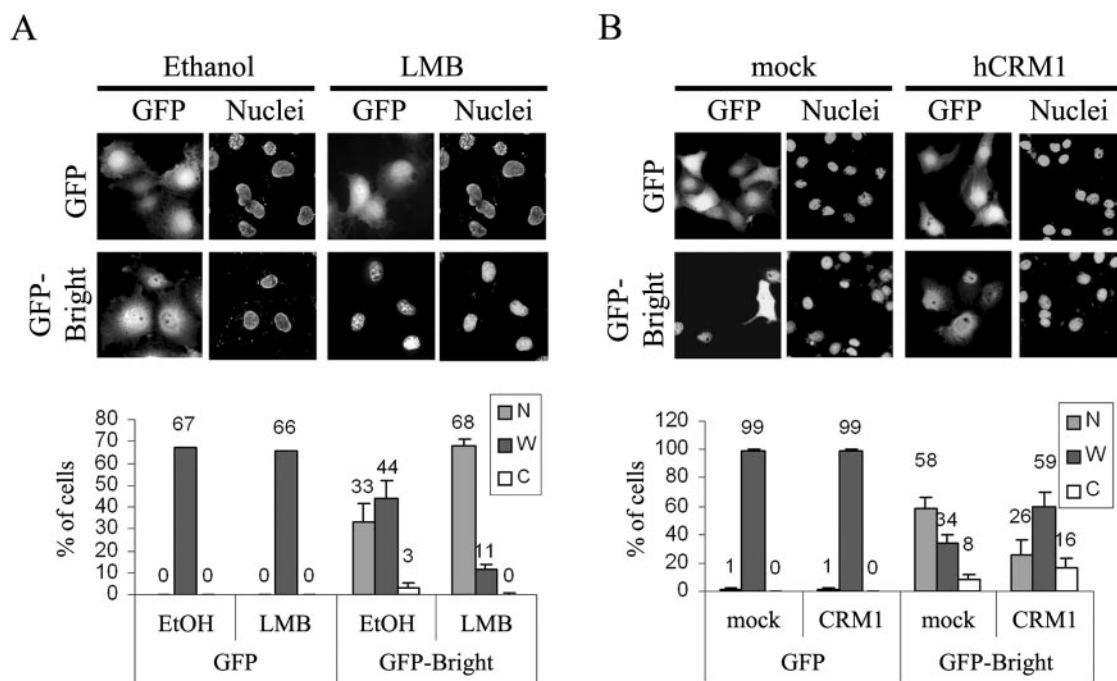 A
Ethanol LMB
GFP Nuclei GFP Nuclei
GFP
GFP-
Bright
80
70
60
50
40
30
20
10
0
% of cells
67 66 68
33 44 11
0 0 0 0 3 0
N
W
C
EtOH LMB EtOH LMB
GFP GFP-Bright
B
mock hCRM1
GFP Nuclei GFP Nuclei
GFP
GFP-
Bright
120
100
80
60
40
20
0
% of cells
99 99 58 59
34 26
1 0 1 0 8 16
N
W
C
mock CRM1 mock CRM1
GFP GFP-Bright